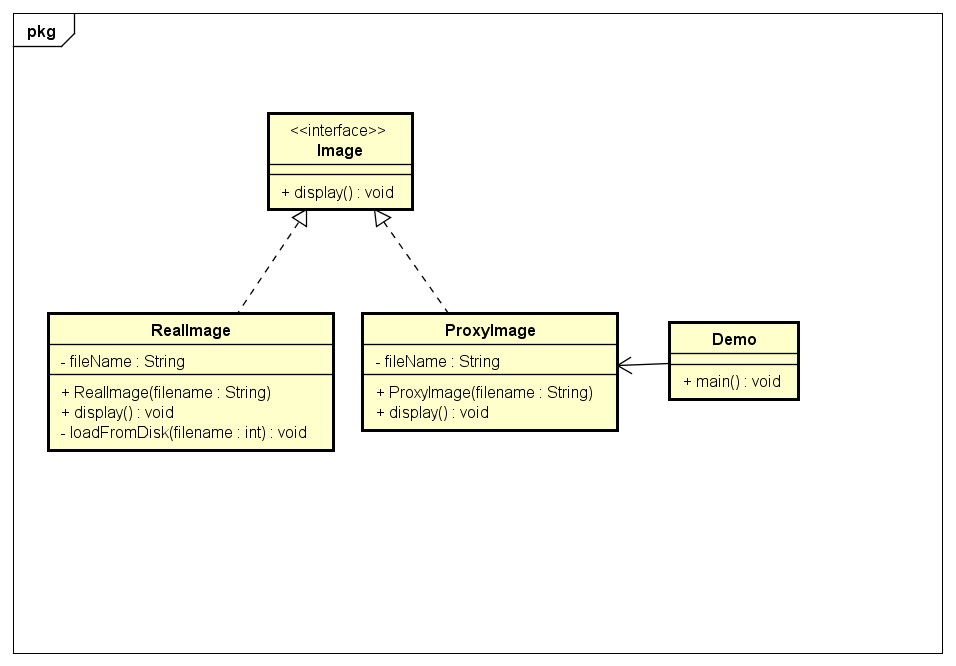 pkg
<<interface>>
Image
+ display() : void
RealImage
- fileName : String
+ RealImage(filename : String)
+ display() : void
- loadFromDisk(filename : int) : void
ProxyImage
- fileName : String
+ ProxyImage(filename : String)
+ display() : void
Demo
+ main() : void